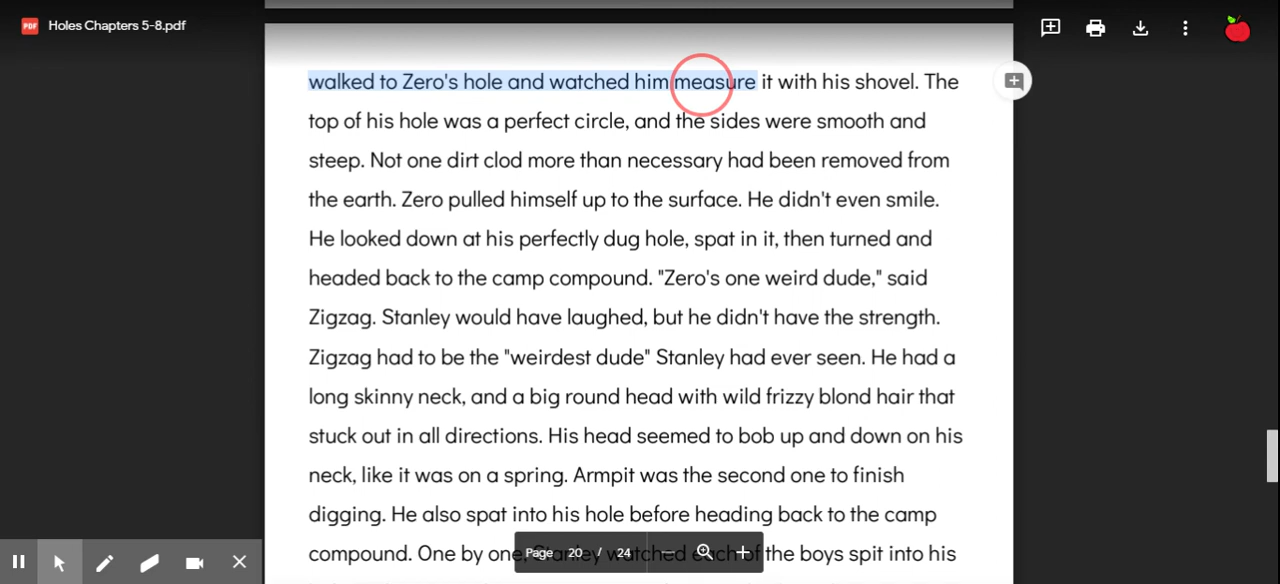 Holes Chapters 5-8.pdf
walked to Zero's hole and watched him measure it with his shovel. The
top of his hole was a perfect circle, and the sides were smooth and
steep. Not one dirt clod more than necessary had been removed from
the earth. Zero pulled himself up to the surface. He didn't even smile.
He looked down at his perfectly dug hole, spat in it, then turned and
headed back to the camp compound. "Zero's one weird dude," said
Zigzag. Stanley would have laughed, but he didn't have the strength.
Zigzag had to be the "weirdest dude" Stanley had ever seen. He had a
long skinny neck, and a big round head with wild frizzy blond hair that
stuck out in all directions. His head seemed to bob up and down on his
neck, like it was on a spring. Armpit was the second one to finish
digging. He also spat into his hole before heading back to the camp
compound. One by one, Stanley watched each of the boys spit into his
Page 20 / 24